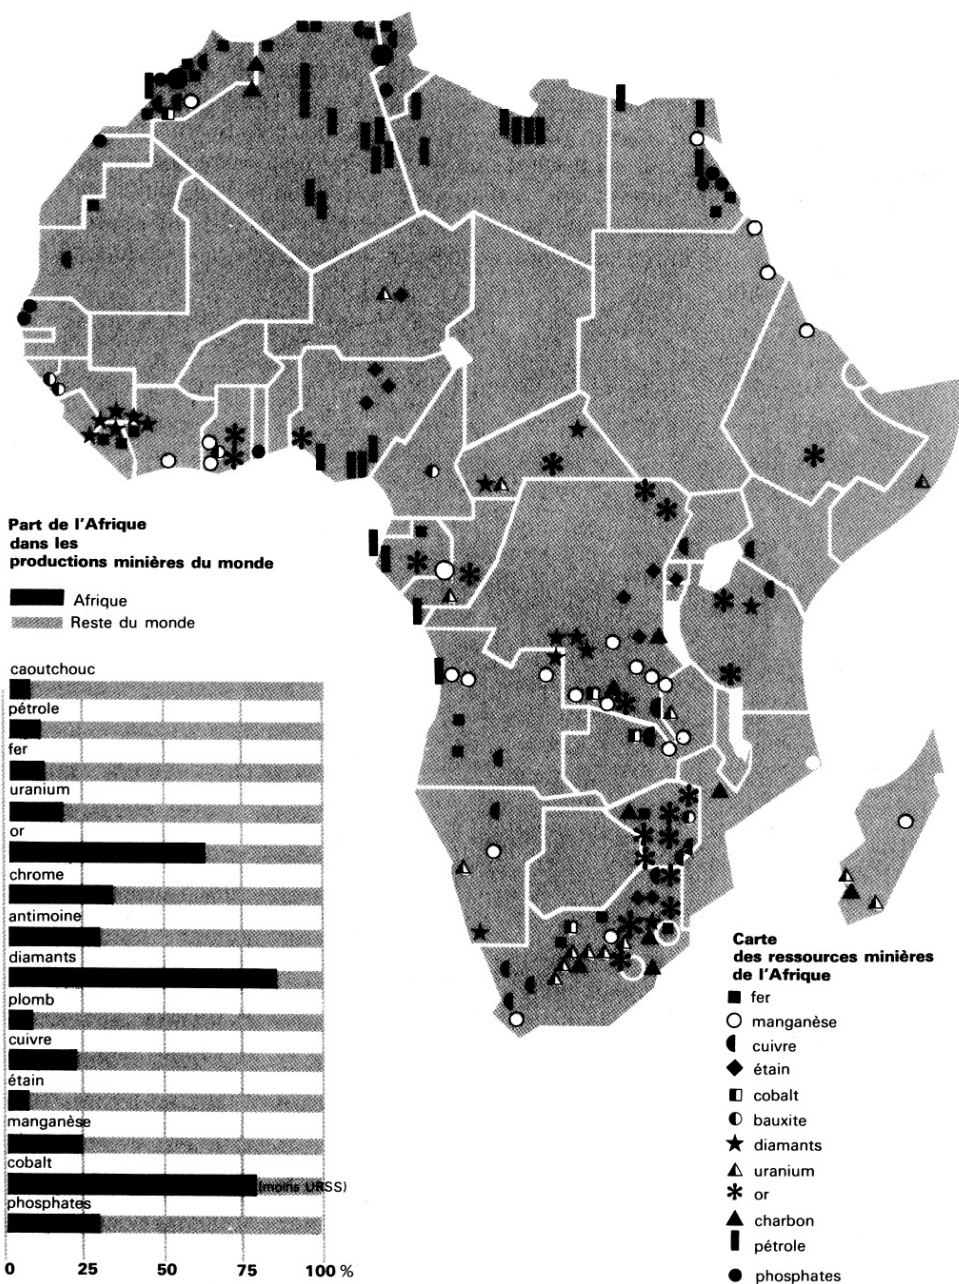 Part de l'Afrique
dans les
productions minières du monde
Afrique
Reste du monde
caoutchouc
pétrole
fer
uranium
or
chrome
antimoine
diamants
plomb
cuivre
étain
manganèse
cobalt
(moins URSS)
phosphates
0 25 50 75 100 %
Carte
des ressources minières
de l'Afrique
fer
manganèse
cuivre
étain
cobalt
bauxite
diamants
uranium
or
charbon
pétrole
phosphates